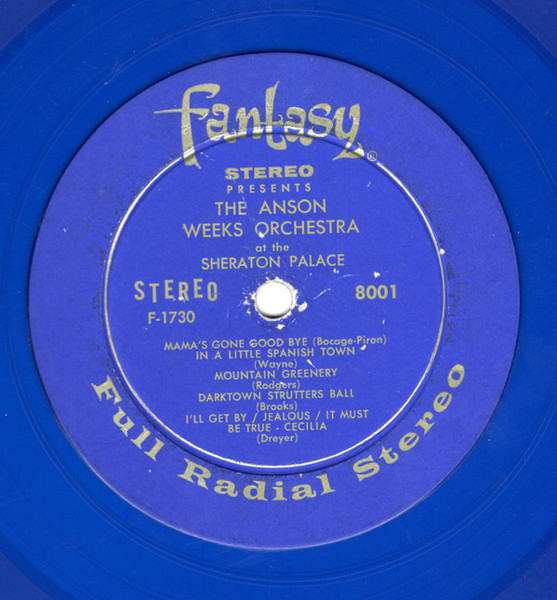 fantasy®
STEREO
PRESENTS
THE ANSON
WEEKS ORCHESTRA
at the
SHERATON PALACE
STEREO 8001
F-1730
MAMA'S GONE GOOD BYE (Bocage-Piron)
IN A LITTLE SPANISH TOWN
(Wayne)
MOUNTAIN GREENERY
(Rodgers)
DARKTOWN STRUTTERS BALL
(Brooks)
I'LL GET BY / JEALOUS / IT MUST
BE TRUE - CECILIA
(Dreyer)
Full Radial Stereo